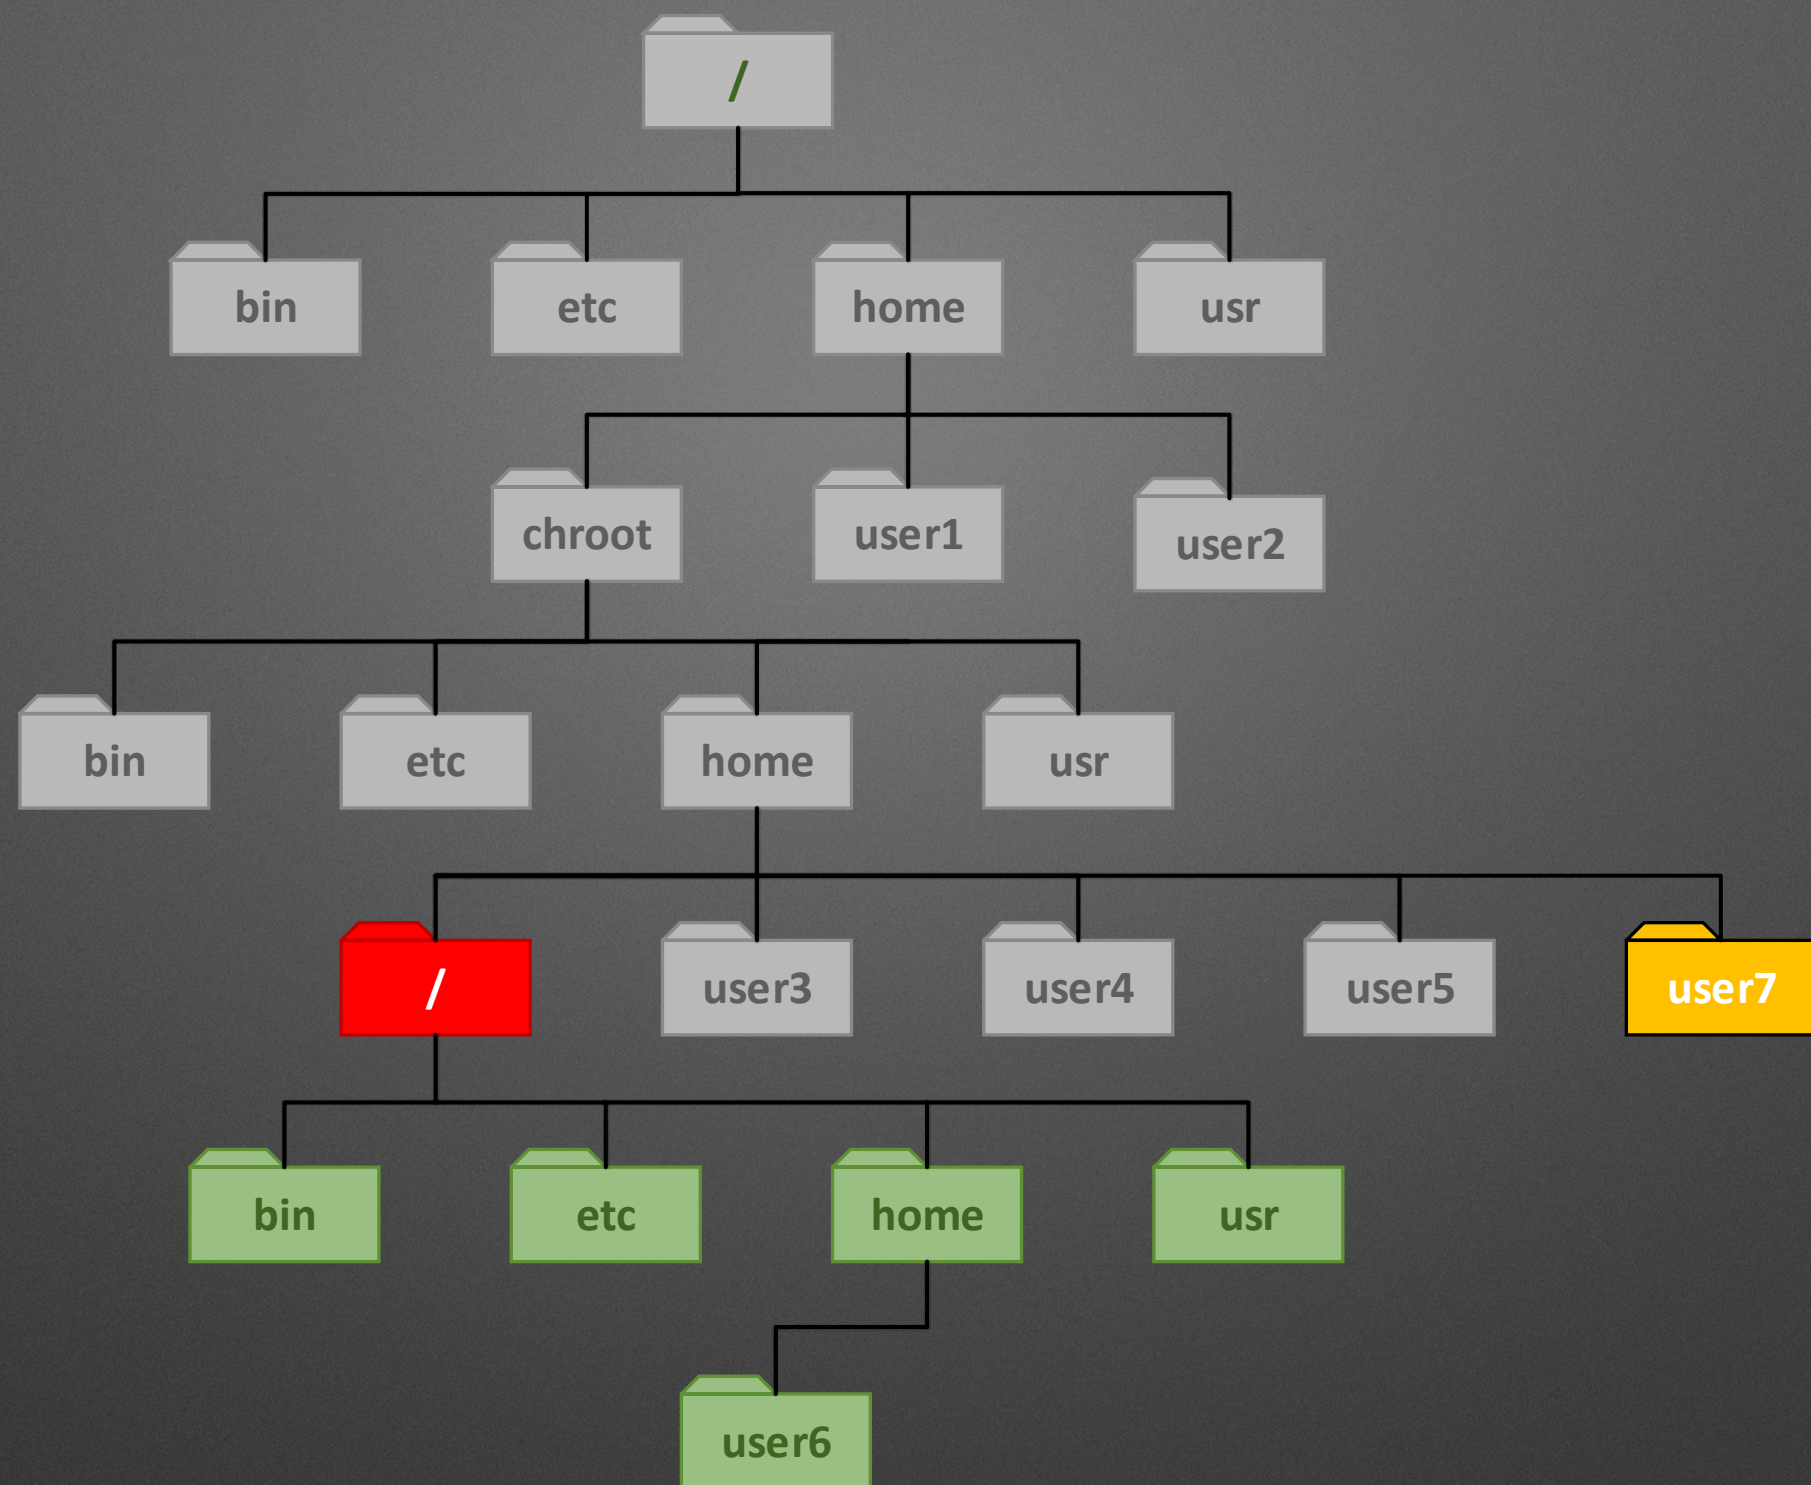 /
bin
etc
home
usr
chroot
user1
user2
bin
etc
home
usr
/
user3
user4
user5
user7
bin
etc
home
usr
user6